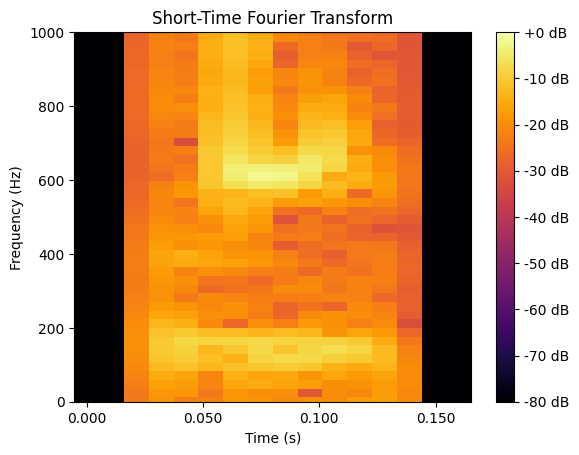 Short-Time Fourier Transform
1000
800
600
400
200
0
Frequency (Hz)
0.000
0.050
0.100
0.150
Time (s)
+0 dB
-10 dB
-20 dB
-30 dB
-40 dB
-50 dB
-60 dB
-70 dB
-80 dB